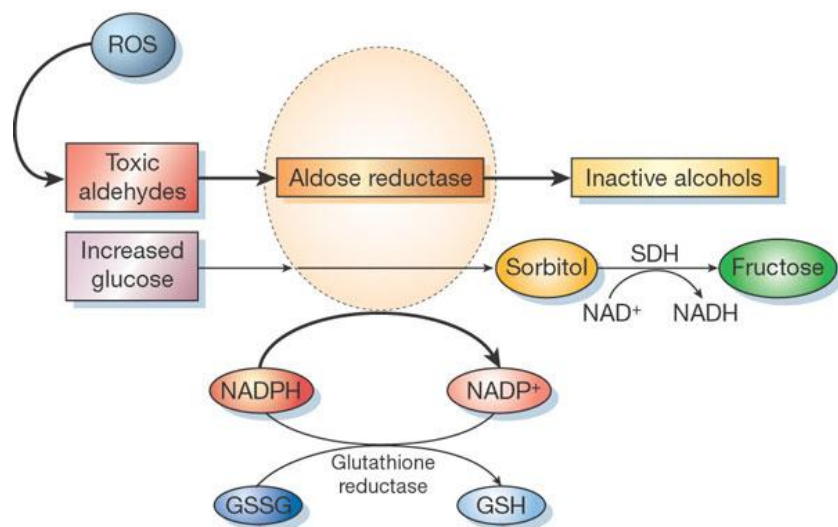 ROS
Toxic
aldehydes
Aldose reductase
Inactive alcohols
Increased
glucose
Sorbitol
SDH
Fructose
NAD⁺
NADH
NADPH
NADP⁺
Glutathione
reductase
GSSG
GSH